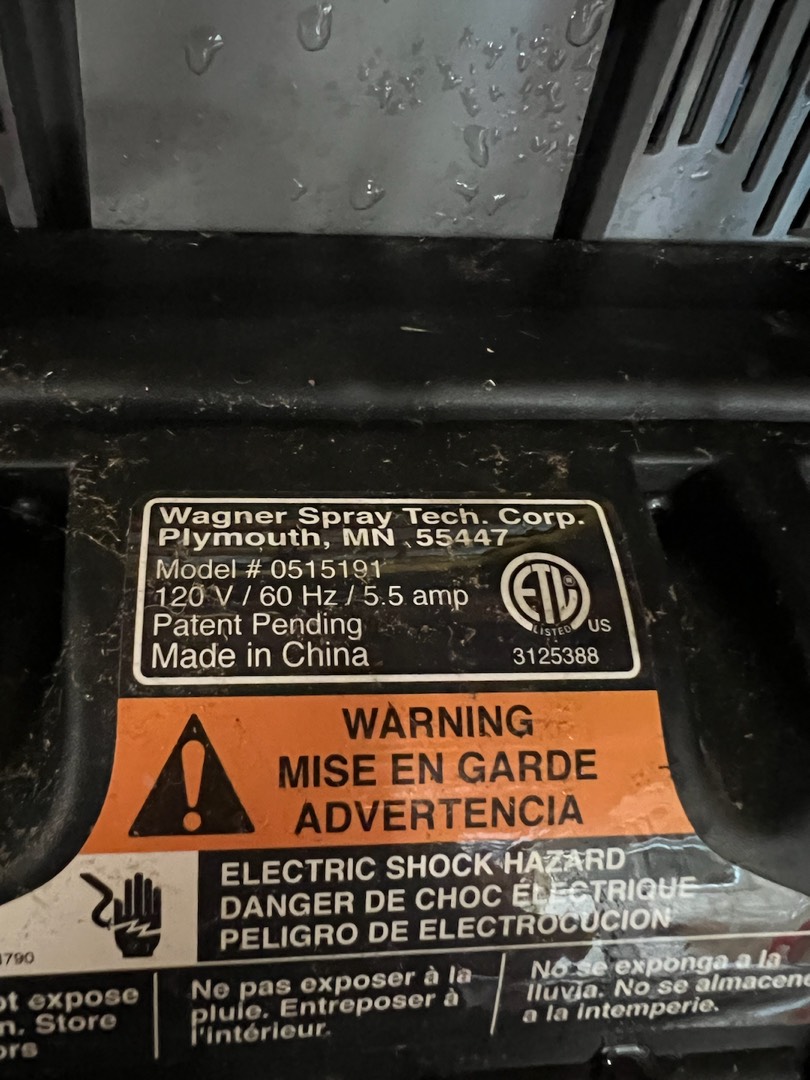 Wagner Spray Tech. Corp.
Plymouth, MN 55447
Model # 0515191
120 V / 60 Hz / 5.5 amp
Patent Pending
Made in China
ETL®
LISTED
US
3125388
WARNING
MISE EN GARDE
ADVERTENCIA
ELECTRIC SHOCK HAZARD
DANGER DE CHOC ÉLECTRIQUE
PELIGRO DE ELECTROCUCION
790
expose
Store
Ne pas exposer à la
pluie. Entreposer à
l'intérieur.
No se exponga a la
lluvia. No se almacene
a la intemperie.